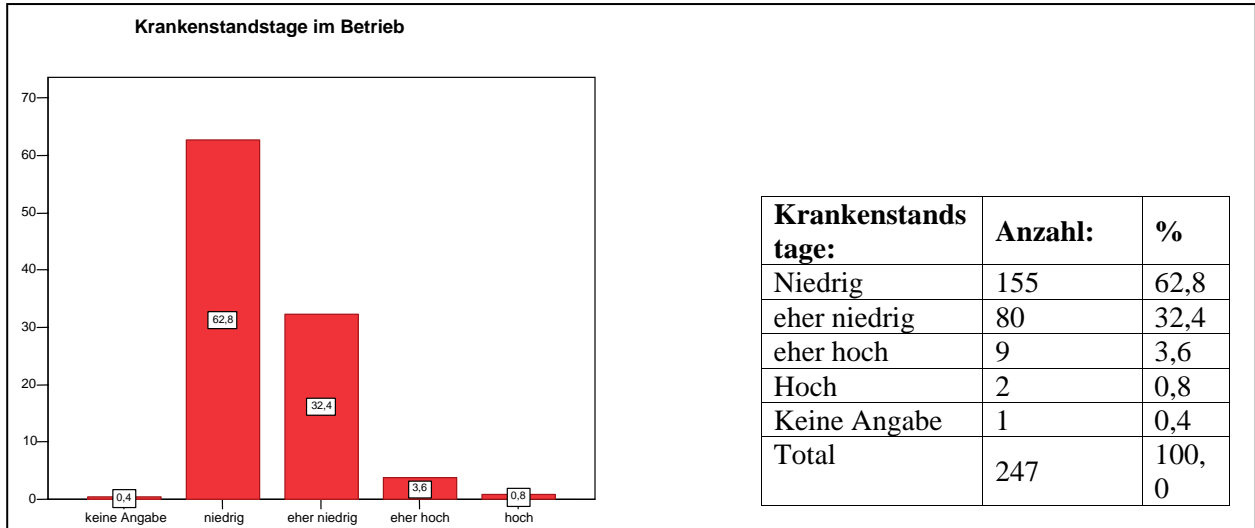 Krankenstandstage im Betrieb
70
60
50
40
30
20
10
0
62,8
32,4
3,6
0,4
0,8
keine Angabe niedrig eher niedrig eher hoch hoch
Krankenstands Anzahl: %
tage:
Niedrig 155 62,8
eher niedrig 80 32,4
eher hoch 9 3,6
Hoch 2 0,8
Keine Angabe 1 0,4
Total 247 100,
0